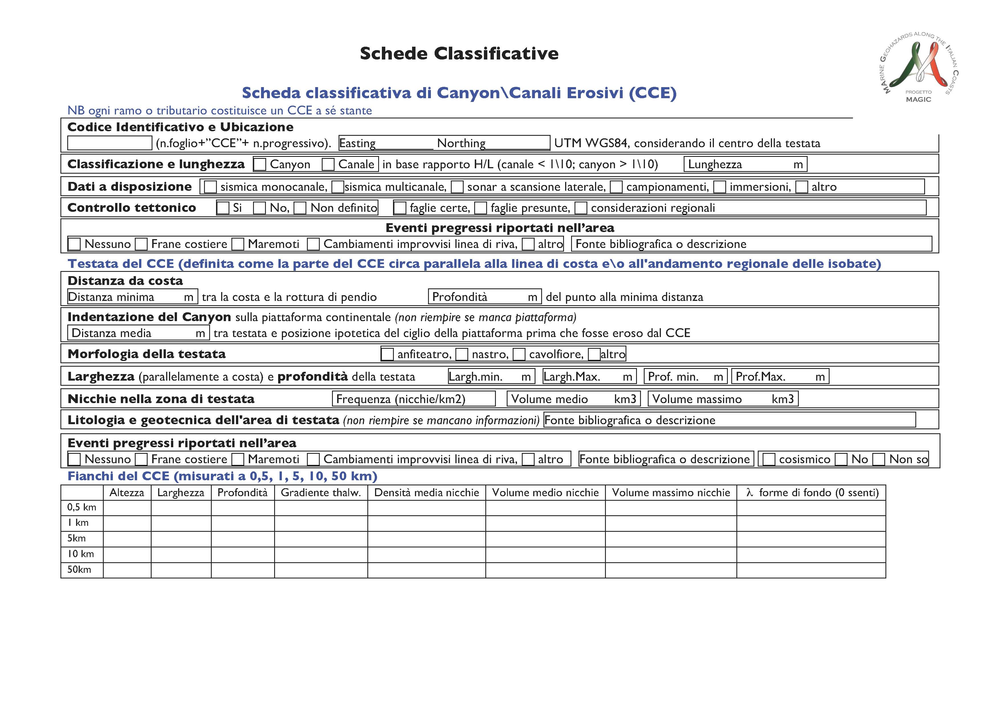 Schede Classificative
MARINE GEOHAZARDS ALONG THE ITALIAN COASTS
PROGETTO
MAGIC
Scheda classificativa di Canyon\Canali Erosivi (CCE)
NB ogni ramo o tributario costituisce un CCE a sé stante
Codice Identificativo e Ubicazione
(n.foglio+”CCE”+ n.progressivo). Easting_________ Northing__________ UTM WGS84, considerando il centro della testata
Classificazione e lunghezza Canyon Canale in base rapporto H/L (canale < 1\10; canyon > 1\10) Lunghezza m
Dati a disposizione sismica monocanale, sismica multicanale, sonar a scansione laterale, campionamenti, immersioni, altro
Controllo tettonico Si No, Non definito faglie certe, faglie presunte, considerazioni regionali
Eventi pregressi riportati nell’area
Nessuno Frane costiere Maremoti Cambiamenti improvvisi linea di riva, altro Fonte bibliografica o descrizione
Testata del CCE (definita come la parte del CCE circa parallela alla linea di costa e\o all'andamento regionale delle isobate)
Distanza da costa
Distanza minima m tra la costa e la rottura di pendio Profondità m del punto alla minima distanza
Indentazione del Canyon sulla piattaforma continentale (non riempire se manca piattaforma)
Distanza media m tra testata e posizione ipotetica del ciglio della piattaforma prima che fosse eroso dal CCE
Morfologia della testata anfiteatro, nastro, cavolfiore, altro
Larghezza (parallelamente a costa) e profondità della testata Largh.min. m Largh.Max. m Prof. min. m Prof.Max. m
Nicchie nella zona di testata Frequenza (nicchie/km2) Volume medio km3 Volume massimo km3
Litologia e geotecnica dell'area di testata (non riempire se mancano informazioni) Fonte bibliografica o descrizione
Eventi pregressi riportati nell’area
Nessuno Frane costiere Maremoti Cambiamenti improvvisi linea di riva, altro Fonte bibliografica o descrizione cosismico No Non so
Fianchi del CCE (misurati a 0,5, 1, 5, 10, 50 km)
Altezza Larghezza Profondità Gradiente thalw. Densità media nicchie Volume medio nicchie Volume massimo nicchie λ forme di fondo (0 ssenti)
0,5 km
1 km
5km
10 km
50km